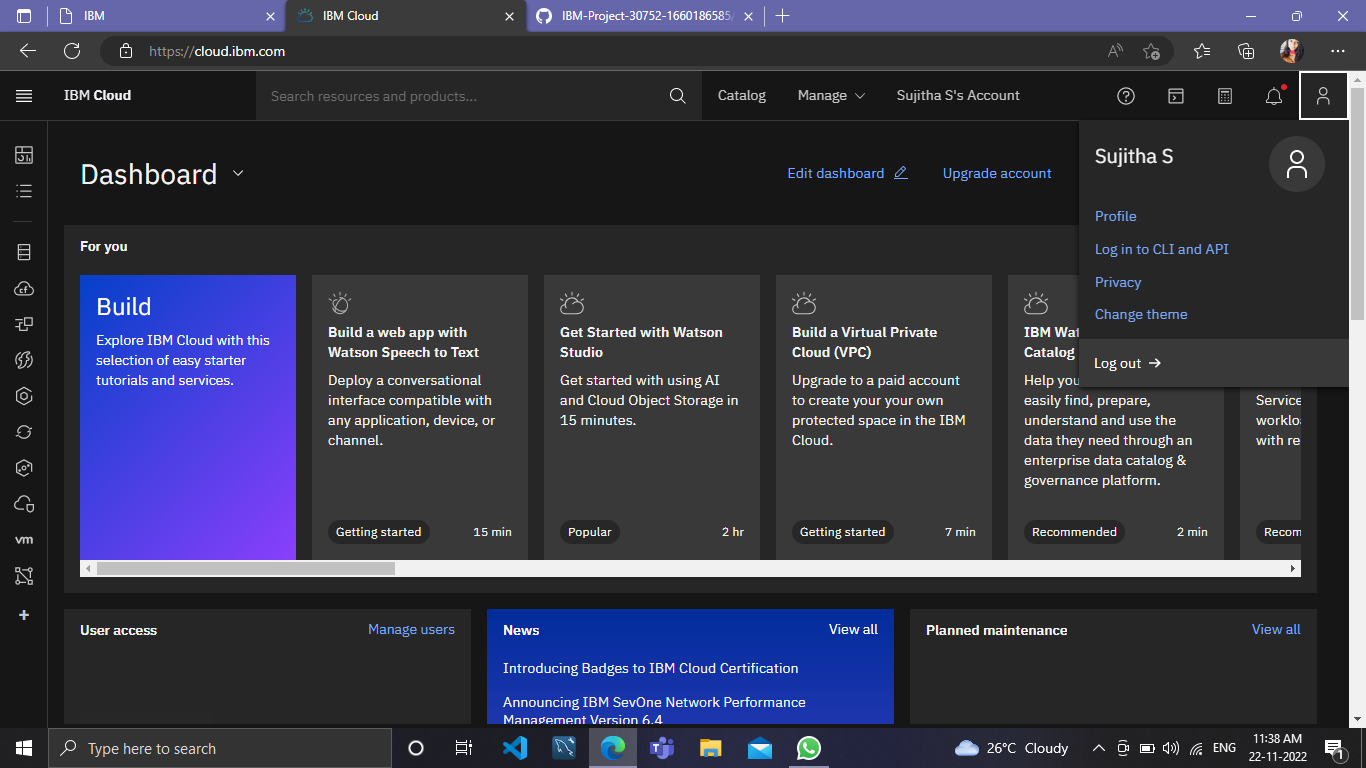 IBM
IBM Cloud
IBM-Project-30752-1660186585/
https://cloud.ibm.com
IBM Cloud
Search resources and products...
Catalog
Manage
Sujitha S's Account
Dashboard
Edit dashboard
Upgrade account
Sujitha S
Profile
Log in to CLI and API
Privacy
Change theme
Log out
For you
Build
Explore IBM Cloud with this
selection of easy starter
tutorials and services.
Build a web app with
Watson Speech to Text
Deploy a conversational
interface compatible with
any application, device, or
channel.
Getting started
15 min
Get Started with Watson
Studio
Get started with using AI
and Cloud Object Storage in
15 minutes.
Popular
2 hr
Build a Virtual Private
Cloud (VPC)
Upgrade to a paid account
to create your your own
protected space in the IBM
Cloud.
Getting started
7 min
IBM Wat
Catalog
Help you
easily find, prepare,
understand and use the
data they need through an
enterprise data catalog &
governance platform.
Recommended
2 min
Service
worklo
with re
Recom
User access
Manage users
News
View all
Introducing Badges to IBM Cloud Certification
Announcing IBM SevOne Network Performance
Management Version 6.4
Planned maintenance
View all
vm
Type here to search
26°C Cloudy
ENG
11:38 AM
22-11-2022
1